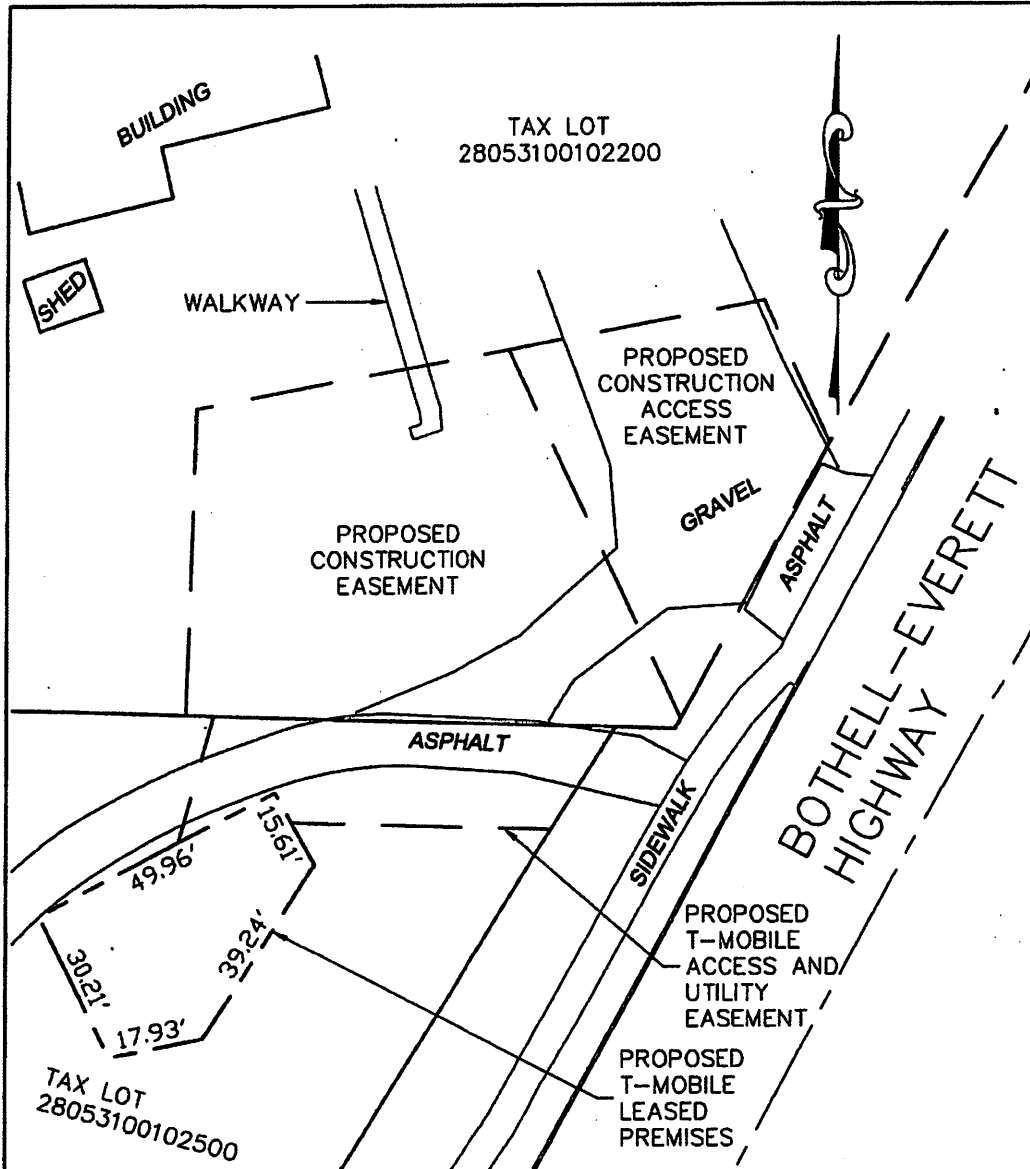 BUILDING
TAX LOT
28053100102200
SHED
WALKWAY
PROPOSED
CONSTRUCTION
ACCESS
EASEMENT
GRAVEL
ASPHALT
PROPOSED
CONSTRUCTION
EASEMENT
BOTHELL-EVERETT
HIGHWAY
ASPHALT
SIDEWALK
15.61'
49.96'
39.24'
30.21'
17.93'
PROPOSED
T-MOBILE
ACCESS AND
UTILITY
EASEMENT
PROPOSED
T-MOBILE
LEASED
PREMISES
TAX LOT
28053100102500